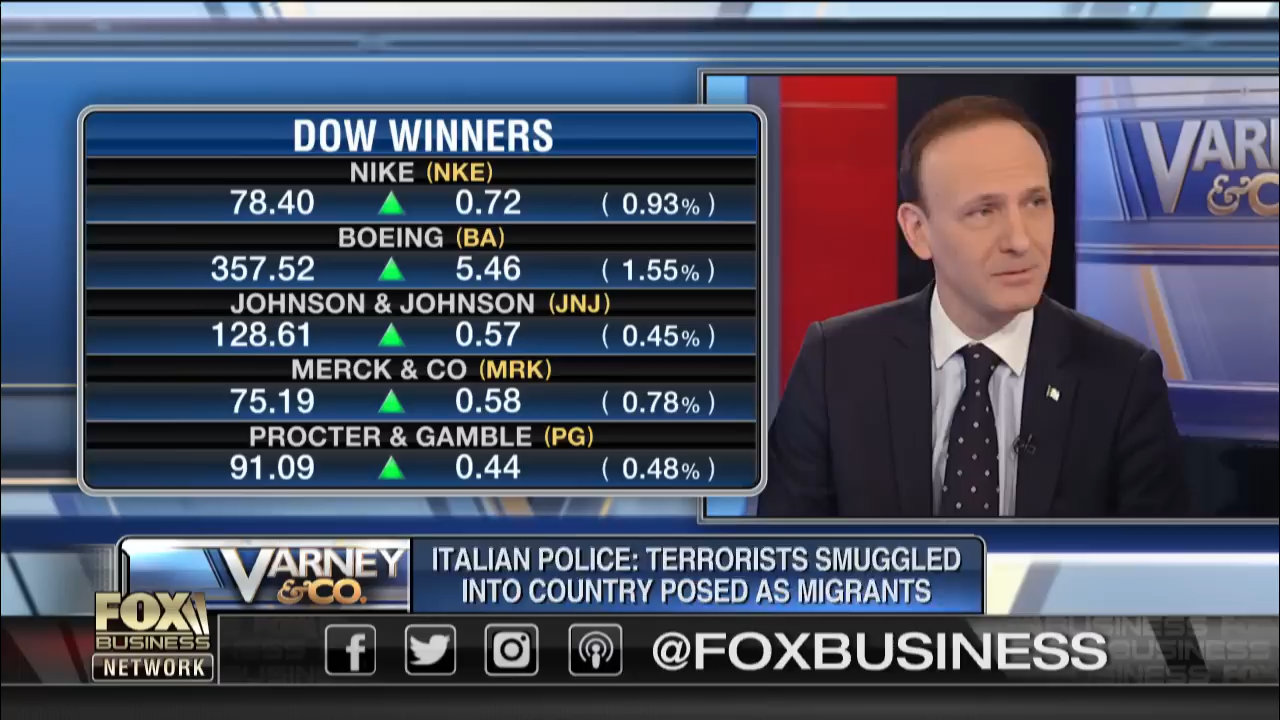 DOW WINNERS
NIKE (NKE)
78.40 ▲ 0.72 (0.93%)
BOEING (BA)
357.52 ▲ 5.46 (1.55%)
JOHNSON & JOHNSON (JNJ)
128.61 ▲ 0.57 (0.45%)
MERCK & CO (MRK)
75.19 ▲ 0.58 (0.78%)
PROCTER & GAMBLE (PG)
91.09 ▲ 0.44 (0.48%)
VAR
&CO
VARNEY
&CO.
ITALIAN POLICE: TERRORISTS SMUGGLED
INTO COUNTRY POSED AS MIGRANTS
FOX
BUSINESS
NETWORK
@FOXBUSINESS